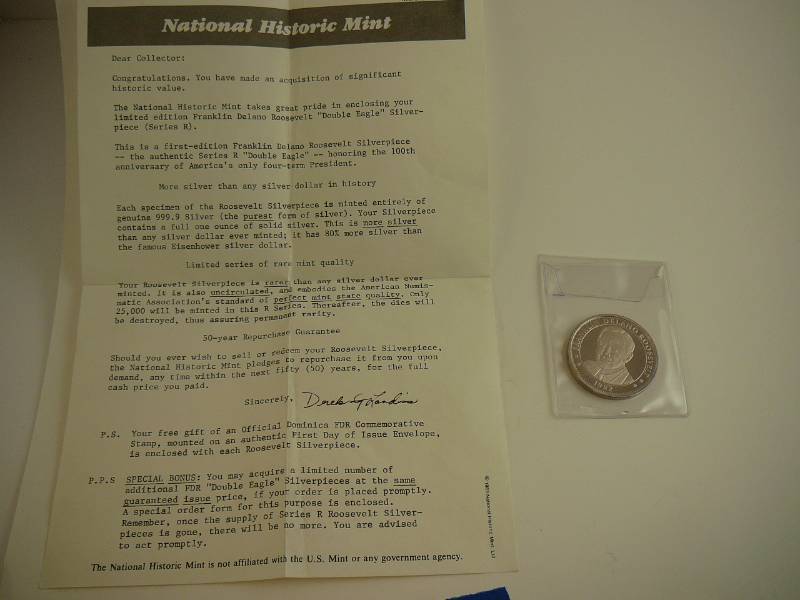 National Historic Mint
Dear Collector:
Congratulations. You have made an acquisition of significant
historic value.
The National Historic Mint takes great pride in enclosing your
limited edition Franklin Delano Roosevelt "Double Eagle" Silver-
piece (Series R).
This is a first-edition Franklin Delano Roosevelt Silverpiece
-- the authentic Series R "Double Eagle" -- honoring the 100th
anniversary of America's only four-term President.
More silver than any silver dollar in history
Each specimen of the Roosevelt Silverpiece is minted entirely of
genuine 999.9 Silver (the purest form of silver). Your Silverpiece
contains a full one ounce of solid silver. This is more silver
than any silver dollar ever minted; it has 80% more silver than
the famous Eisenhower silver dollar.
Limited series of rare mint quality
Your Roosevelt Silverpiece is rarer than any silver dollar ever
minted. It is also uncirculated, and embodies the American Numis-
matic Association's standard of perfect mint state quality. Only
25,000 will be minted in this R Series. Thereafter, the dies will
be destroyed, thus assuring permanent rarity.
50-year Repurchase Guarantee
Should you ever wish to sell or redeem your Roosevelt Silverpiece,
the National Historic Mint pledges to repurchase it from you upon
demand, any time within the next fifty (50) years, for the full
cash price you paid.
Sincerely,
P.S. Your free gift of an Official Dominica FDR Commemorative
Stamp, mounted on an authentic First Day of Issue Envelope,
is enclosed with each Roosevelt Silverpiece.
P.P.S SPECIAL BONUS: You may acquire a limited number of
additional FDR "Double Eagle" Silverpieces at the same
guaranteed issue price, if your order is placed promptly.
A special order form for this purpose is enclosed.
Remember, once the supply of Series R Roosevelt Silver-
pieces is gone, there will be no more. You are advised
to act promptly.
The National Historic Mint is not affiliated with the U.S. Mint or any government agency.
FRANKLIN DELANO ROOSEVELT
1982